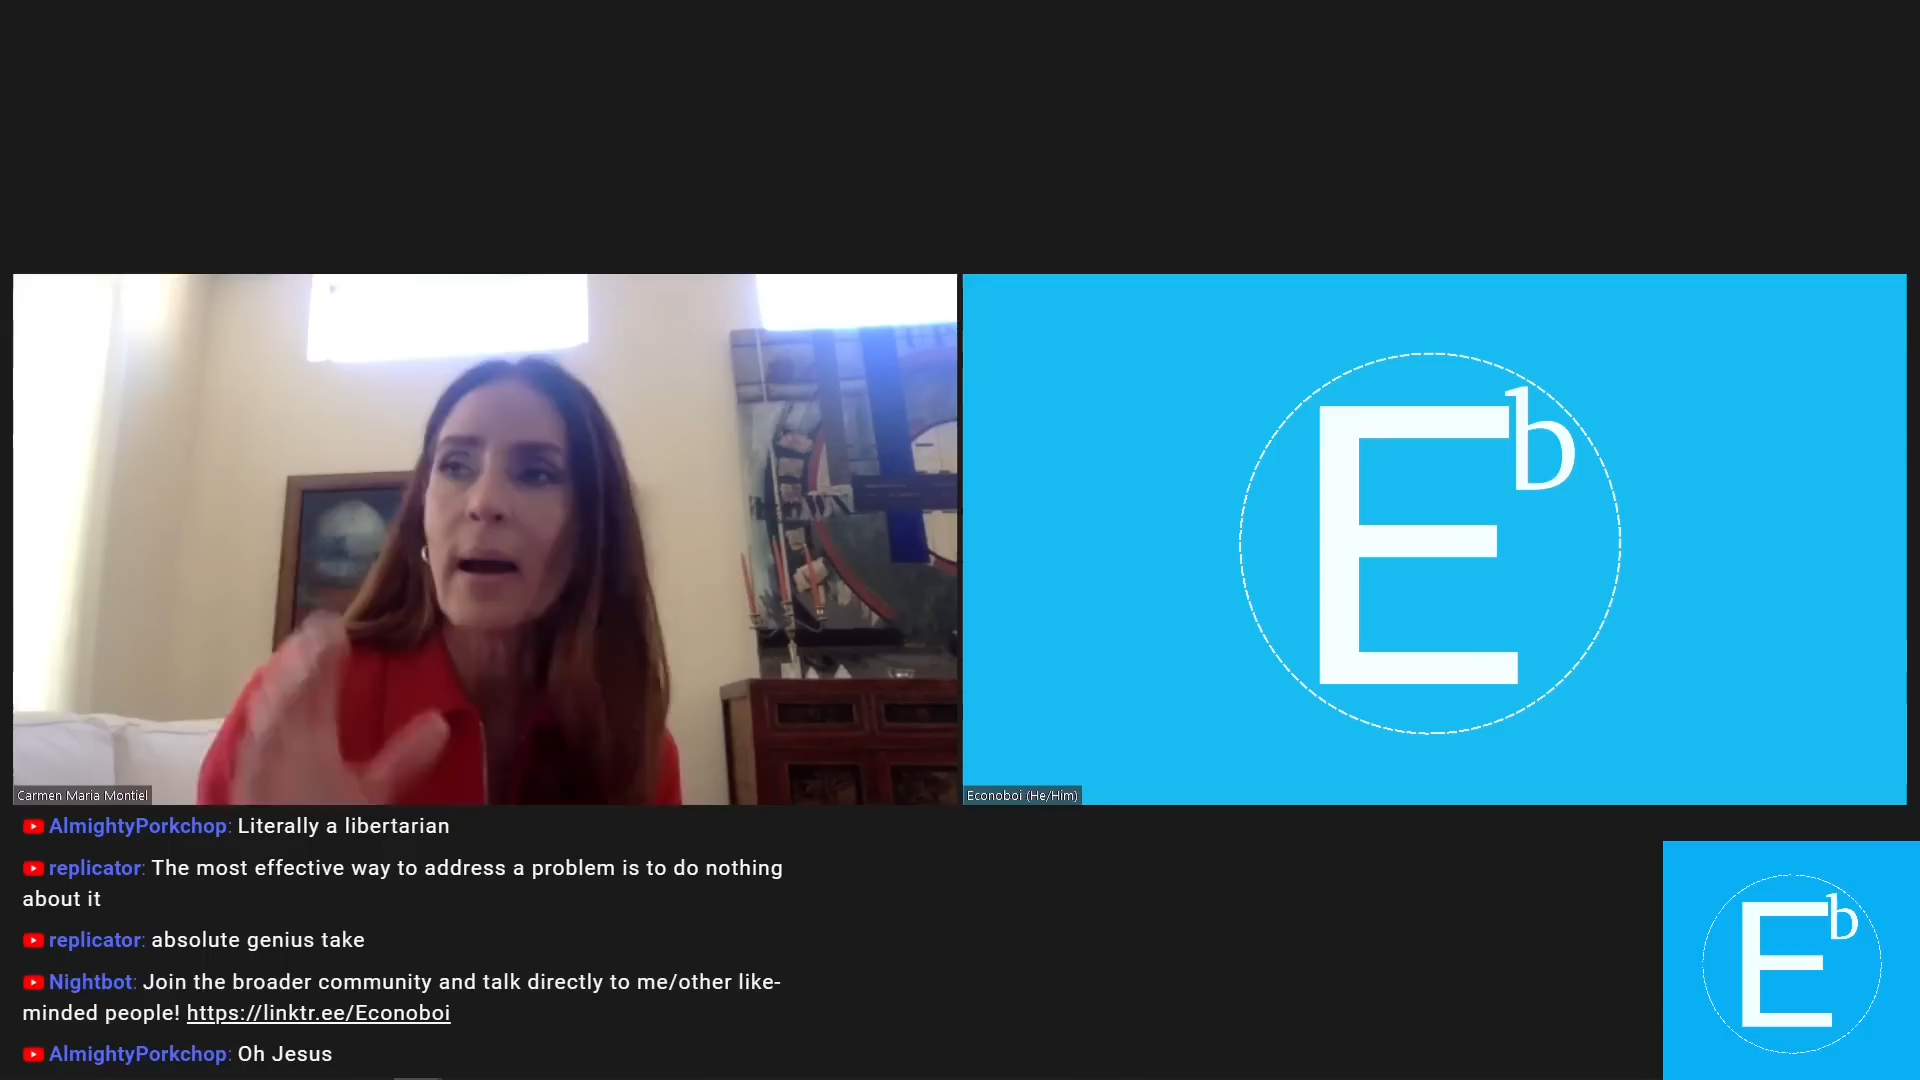 E b
Carmen Maria Montiel
Econoboi (He/Him)
AlmightyPorkchop: Literally a libertarian
replicator: The most effective way to address a problem is to do nothing
about it
replicator: absolute genius take
Nightbot: Join the broader community and talk directly to me/other like-
minded people! https://linktr.ee/Econoboi
AlmightyPorkchop: Oh Jesus
E b